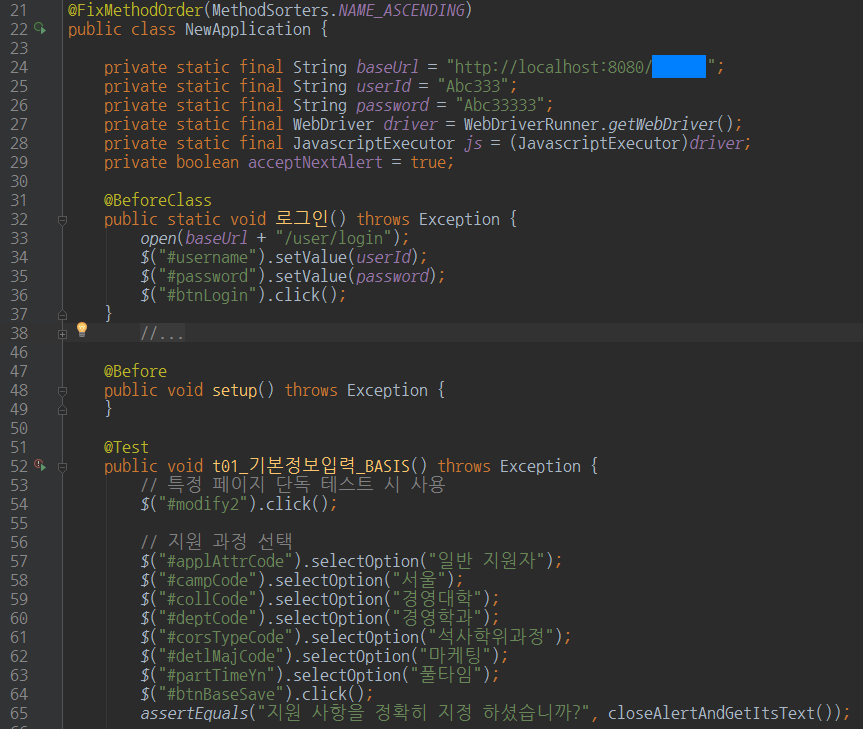 21 @FixMethodOrder(MethodSorters.NAME_ASCENDING)
22 public class NewApplication {
23
24 private static final String baseUrl = "http://localhost:8080/ ";
25 private static final String userId = "Abc333";
26 private static final String password = "Abc33333";
27 private static final WebDriver driver = WebDriverRunner.getWebDriver();
28 private static final JavascriptExecutor js = (JavascriptExecutor)driver;
29 private boolean acceptNextAlert = true;
30
31 @BeforeClass
32 public static void 로그인() throws Exception {
33 open(baseUrl + "/user/login");
34 $("#username").setValue(userId);
35 $("#password").setValue(password);
36 $("#btnLogin").click();
37 }
38 //...
46
47 @Before
48 public void setup() throws Exception {
49 }
50
51 @Test
52 public void t01_기본정보입력_BASIS() throws Exception {
53 // 특정 페이지 단독 테스트 시 사용
54 $("#modify2").click();
55
56 // 지원 과정 선택
57 $("#applAttrCode").selectOption("일반 지원자");
58 $("#campCode").selectOption("서울");
59 $("#collCode").selectOption("경영대학");
60 $("#deptCode").selectOption("경영학과");
61 $("#corsTypeCode").selectOption("석사학위과정");
62 $("#detlMajCode").selectOption("마케팅");
63 $("#partTimeYn").selectOption("풀타임");
64 $("#btnBaseSave").click();
65 assertEquals("지원 사항을 정확히 지정 하셨습니까?", closeAlertAndGetItsText());